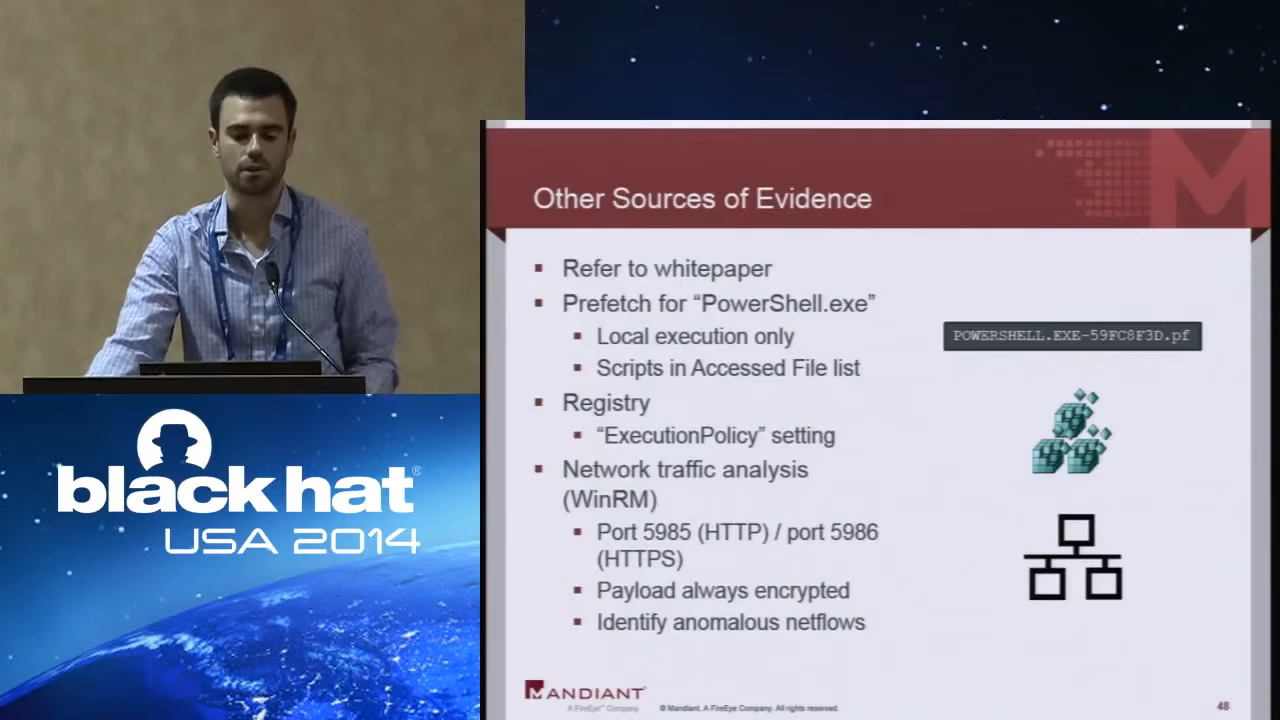 Other Sources of Evidence
Refer to whitepaper
Prefetch for “PowerShell.exe”
Local execution only
Scripts in Accessed File list
POWERSHELL.EXE-59FC8F3D.pf
Registry
“ExecutionPolicy” setting
Network traffic analysis
(WinRM)
Port 5985 (HTTP) / port 5986
(HTTPS)
Payload always encrypted
Identify anomalous netflows
MANDIANT®
A FireEye™ Company
© Mandiant. A FireEye Company. All rights reserved.
48
black hat®
USA 2014